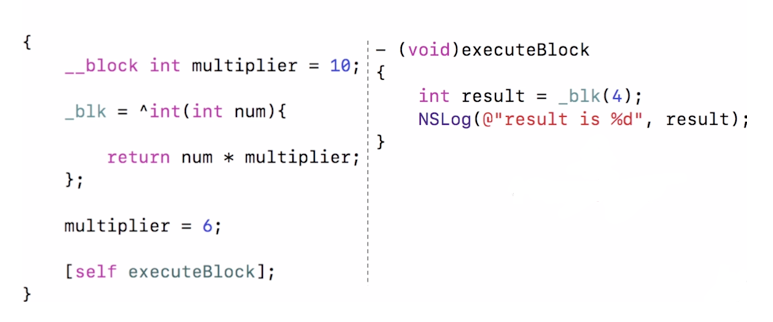 {
__block int multiplier = 10;
_blk = ^int(int num){
return num * multiplier;
};
multiplier = 6;
[self executeBlock];
}
- (void)executeBlock
{
int result = _blk(4);
NSLog(@"result is %d", result);
}